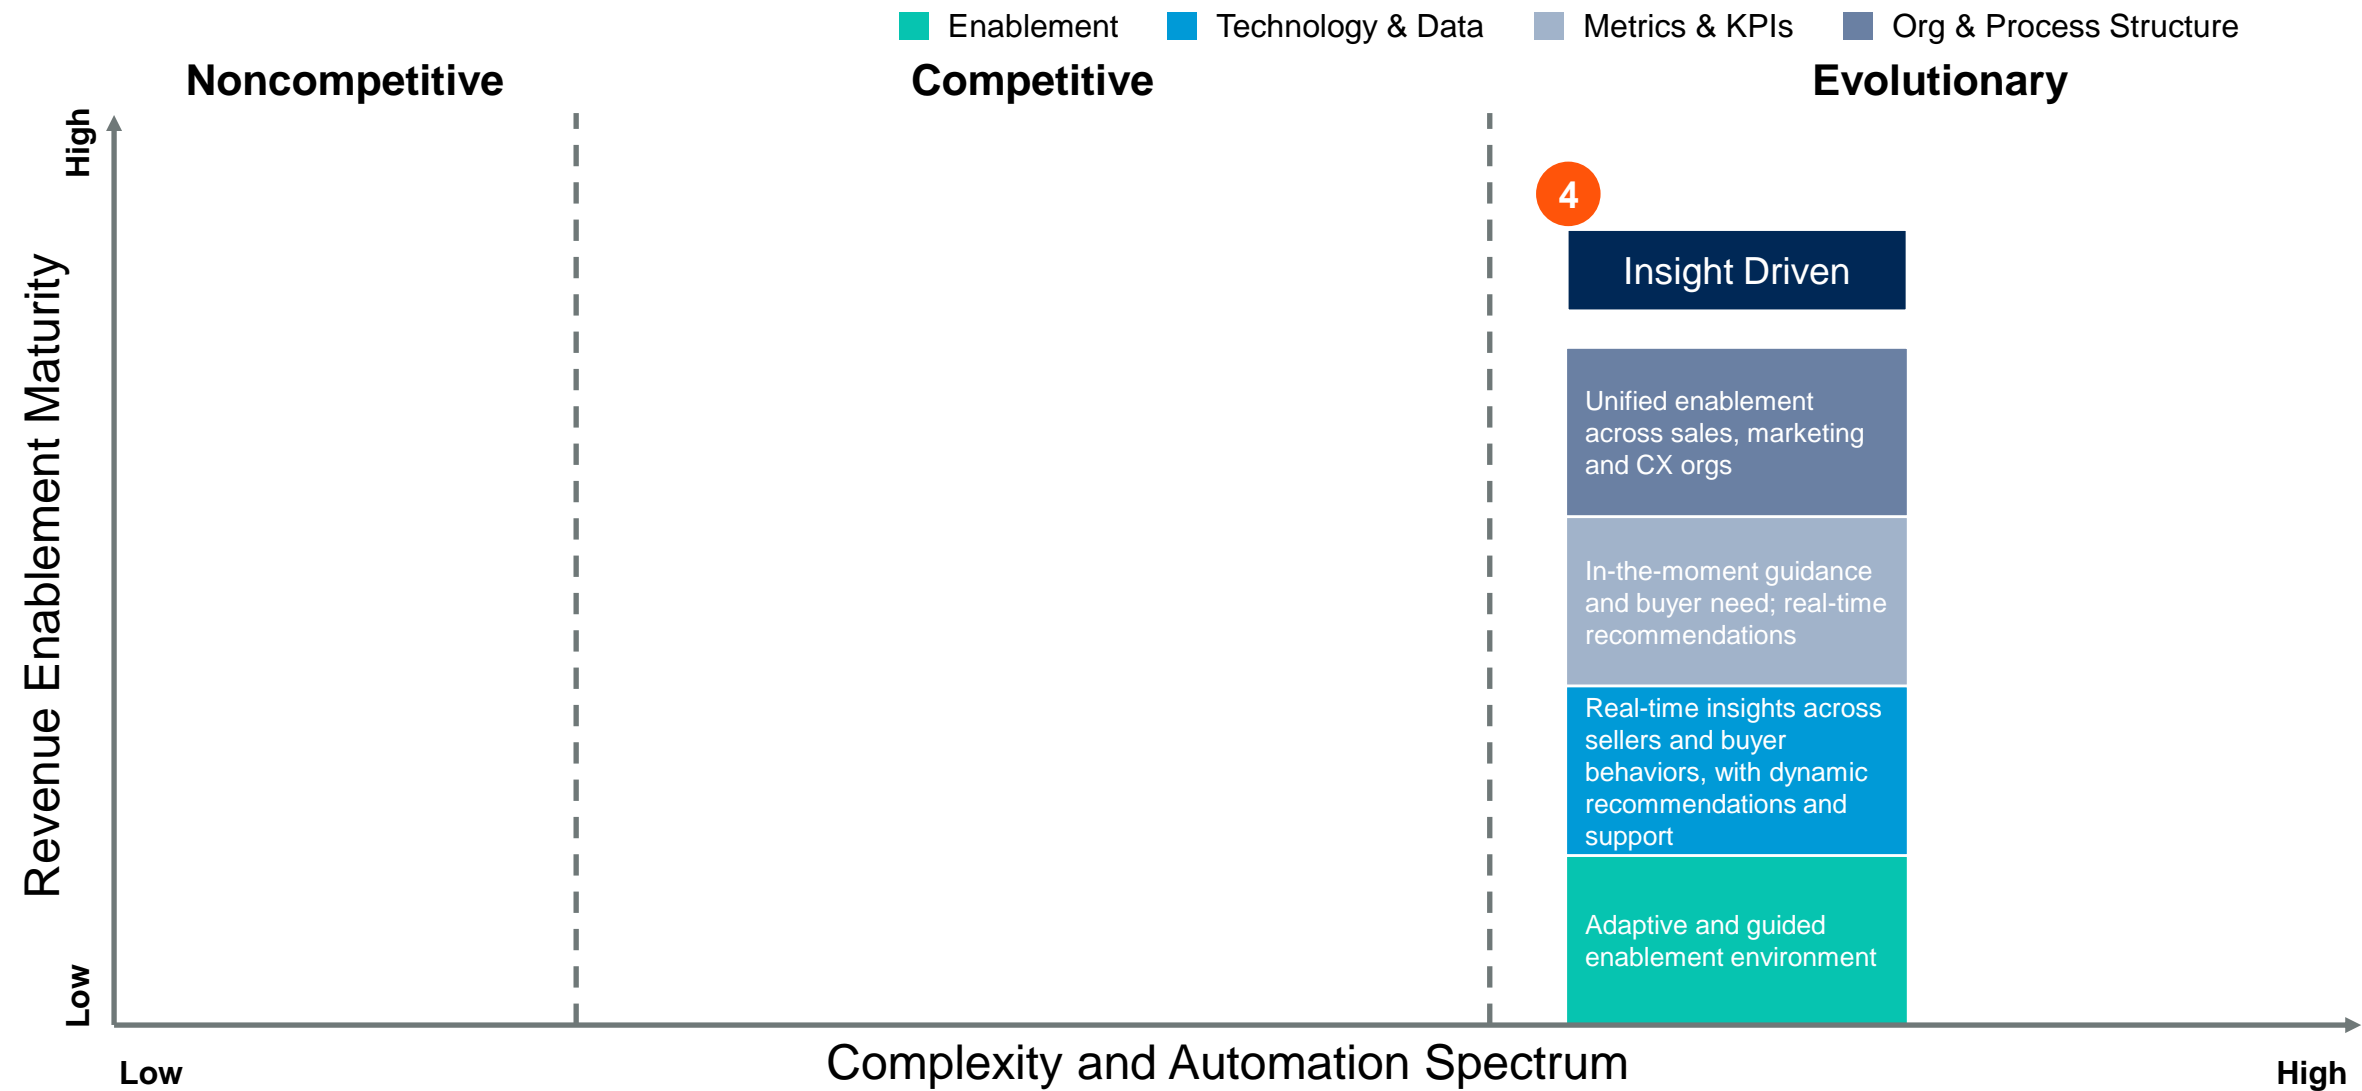 Enablement
Technology & Data
Metrics & KPIs
Org & Process Structure
Noncompetitive
Competitive
Evolutionary
High
Revenue Enablement Maturity
Low
4
Insight Driven
Unified enablement
across sales, marketing
and CX orgs
In-the-moment guidance
and buyer need; real-time
recommendations
Real-time insights across
sellers and buyer
behaviors, with dynamic
recommendations and
support
Adaptive and guided
enablement environment
Low
Complexity and Automation Spectrum
High